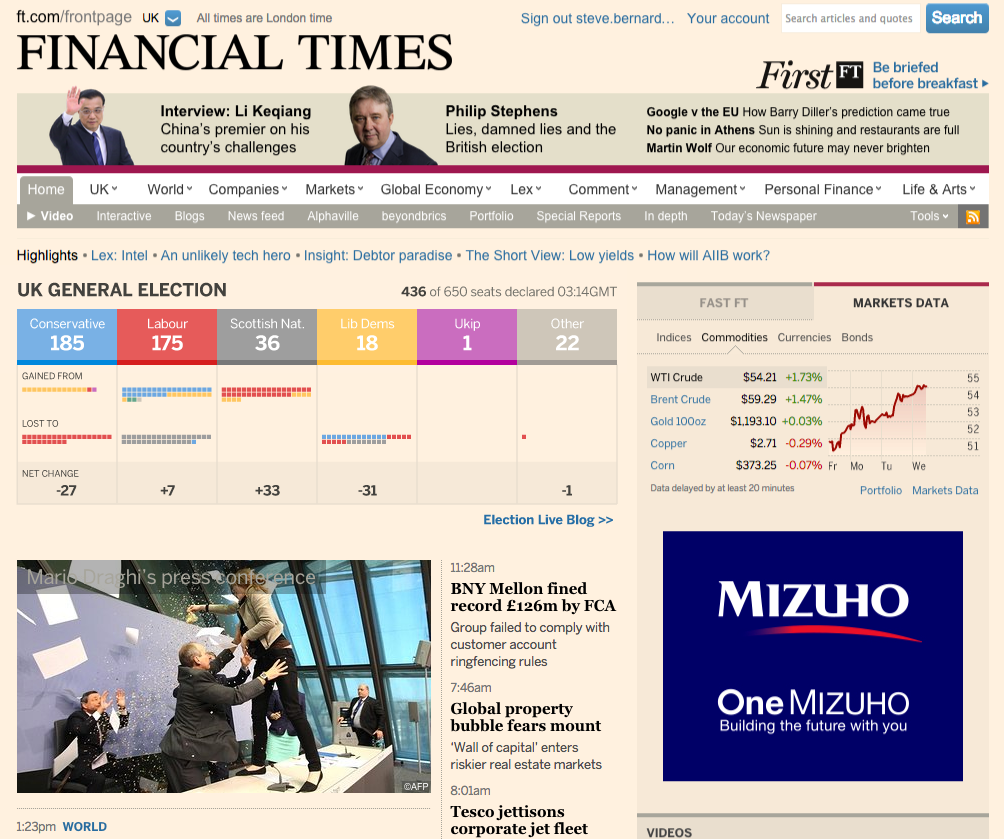 ft.com/frontpage UK All times are London time
Sign out steve.bernard... Your account Search articles and quotes Search
FINANCIAL TIMES
First FT Be briefed
before breakfast
Interview: Li Keqiang
China's premier on his
country's challenges
Philip Stephens
Lies, damned lies and the
British election
Google v the EU How Barry Diller's prediction came true
No panic in Athens Sun is shining and restaurants are full
Martin Wolf Our economic future may never brighten
Home UK World Companies Markets Global Economy Lex Comment Management Personal Finance Life & Arts
Video Interactive Blogs News feed Alphaville beyondbrics Portfolio Special Reports In depth Today's Newspaper Tools
Highlights • Lex: Intel • An unlikely tech hero • Insight: Debtor paradise • The Short View: Low yields • How will AIIB work?
UK GENERAL ELECTION 436 of 650 seats declared 03:14GMT
Conservative Labour Scottish Nat. Lib Dems Ukip Other
185 175 36 18 1 22
GAINED FROM
LOST TO
NET CHANGE
-27 +7 +33 -31 -1
Election Live Blog >>
FAST FT MARKETS DATA
Indices Commodities Currencies Bonds
WTI Crude $54.21 +1.73%
Brent Crude $59.29 +1.47%
Gold 100oz $1,193.10 +0.03%
Copper $2.71 -0.29%
Corn $373.25 -0.07%
55
54
53
52
51
Fr Mo Tu We
Data delayed by at least 20 minutes Portfolio Markets Data
Mario Draghi's press conference
©AFP
1:23pm WORLD
11:28am
BNY Mellon fined
record £126m by FCA
Group failed to comply with
customer account
ringfencing rules
7:46am
Global property
bubble fears mount
'Wall of capital' enters
riskier real estate markets
8:01am
Tesco jettisons
corporate jet fleet
MIZUHO
One MIZUHO
Building the future with you
VIDEOS